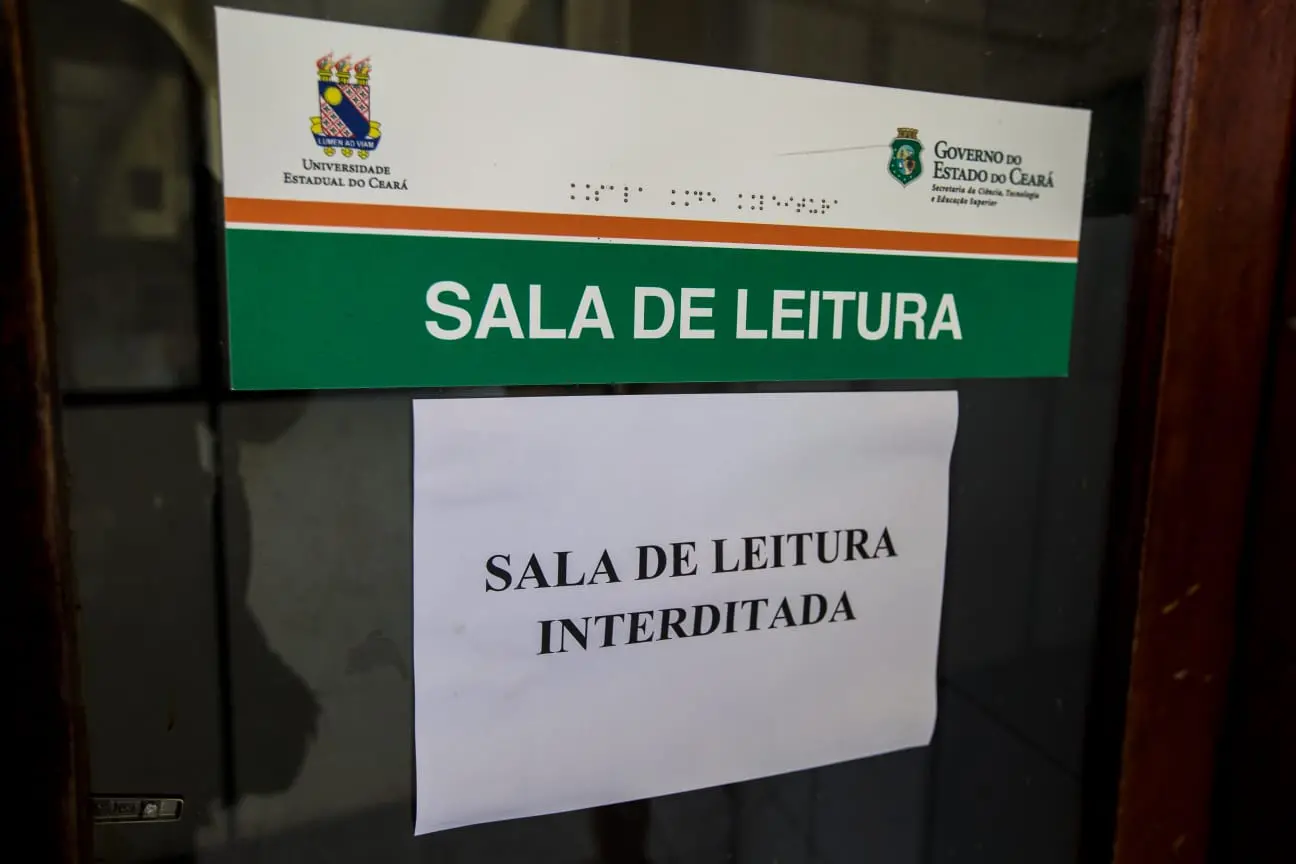 LUMEN AD VIAM
UNIVERSIDADE
ESTADUAL DO CEARÁ
GOVERNO DO
ESTADO DO CEARÁ
Secretaria da Ciência, Tecnologia
e Educação Superior
SALA DE LEITURA
SALA DE LEITURA
INTERDITADA